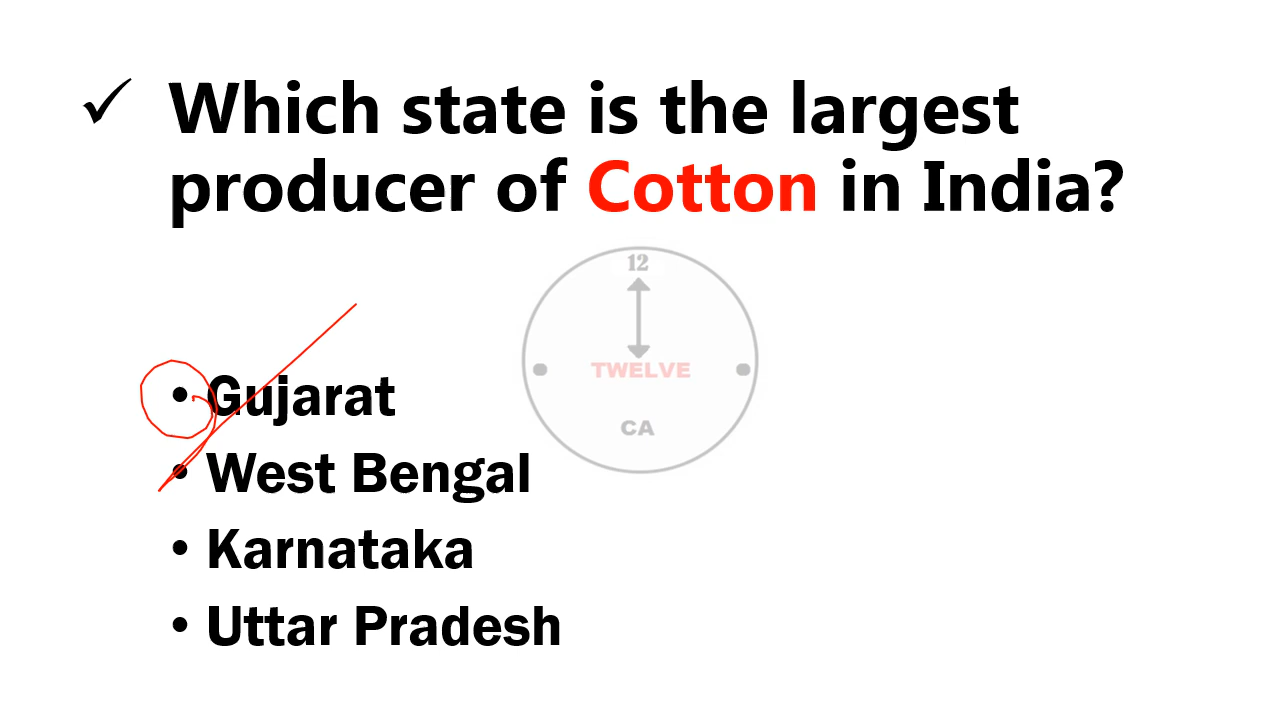 ✓ Which state is the largest
producer of Cotton in India?
12
TWELVE
CA
• Gujarat
• West Bengal
• Karnataka
• Uttar Pradesh